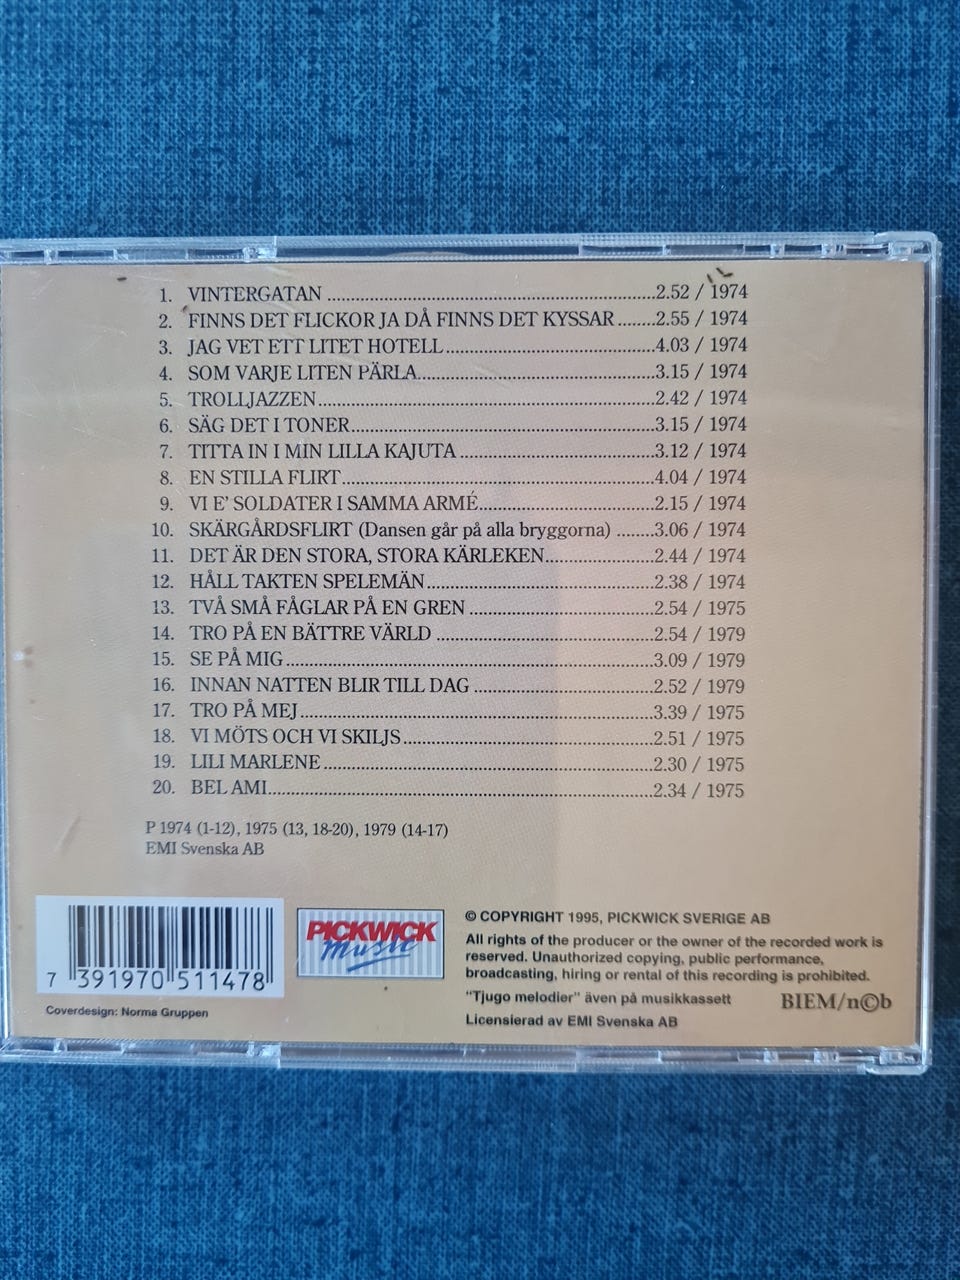 1. VINTERGATAN ........2.52 / 1974
2. FINNS DET FLICKOR JA DÅ FINNS DET KYSSAR ........2.55 / 1974
3. JAG VET ETT LITET HOTELL........4.03 / 1974
4. SOM VARJE LITEN PÄRLA........3.15 / 1974
5. TROLLJAZZEN........2.42 / 1974
6. SÄG DET I TONER........3.15 / 1974
7. TITTA IN I MIN LILLA KAJUTA ........3.12 / 1974
8. EN STILLA FLIRT........4.04 / 1974
9. VI E' SOLDATER I SAMMA ARMÉ........2.15 / 1974
10. SKÄRGÅRDSFLIRT (Dansen går på alla bryggorna) ........3.06 / 1974
11. DET ÄR DEN STORA, STORA KÄRLEKEN........2.44 / 1974
12. HÅLL TAKTEN SPELEMÄN........2.38 / 1974
13. TVÅ SMÅ FÅGLAR PÅ EN GREN ........2.54 / 1975
14. TRO PÅ EN BÄTTRE VÄRLD ........2.54 / 1979
15. SE PÅ MIG........3.09 / 1979
16. INNAN NATTEN BLIR TILL DAG ........2.52 / 1979
17. TRO PÅ MEJ........3.39 / 1975
18. VI MÖTS OCH VI SKILJS........2.51 / 1975
19. LILI MARLENE........2.30 / 1975
20. BEL AMI........2.34 / 1975
P 1974 (1-12), 1975 (13, 18-20), 1979 (14-17)
EMI Svenska AB
7 391970 511478
Coverdesign: Norma Gruppen
PICKWICK
Music
© COPYRIGHT 1995, PICKWICK SVERIGE AB
All rights of the producer or the owner of the recorded work is
reserved. Unauthorized copying, public performance,
broadcasting, hiring or rental of this recording is prohibited.
"Tjugo melodier" även på musikkassett
BIEM/n©b
Licensierad av EMI Svenska AB